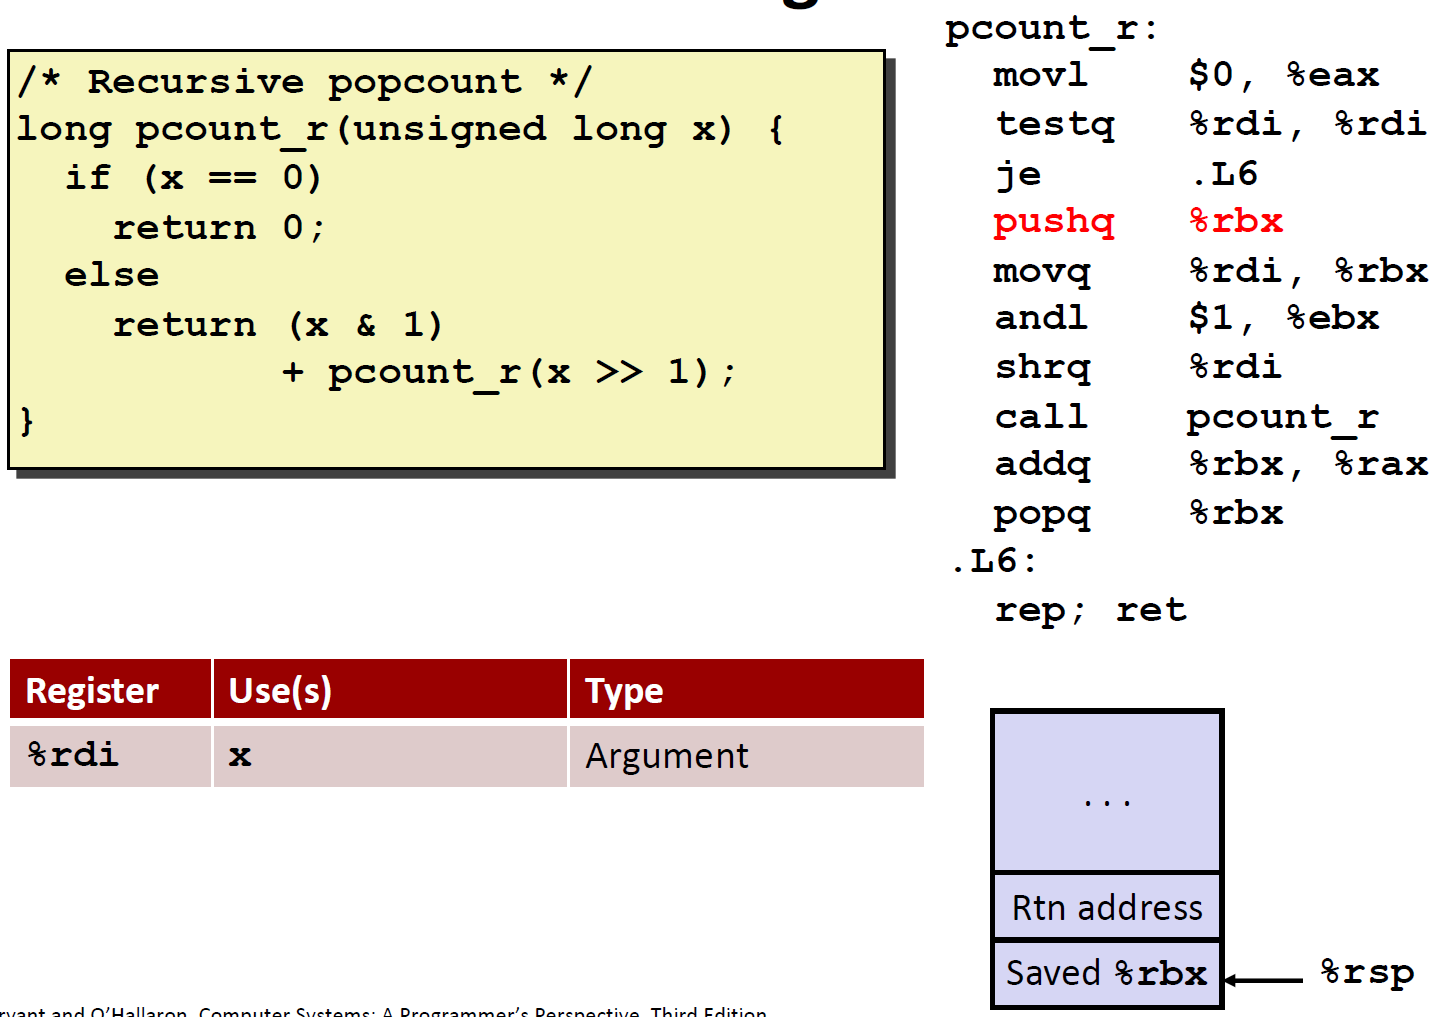 /* Recursive popcount */
long pcount_r(unsigned long x) {
  if (x == 0)
    return 0;
  else
    return (x & 1)
           + pcount_r(x >> 1);
}
pcount_r:
  movl    $0, %eax
  testq   %rdi, %rdi
  je      .L6
  pushq   %rbx
  movq    %rdi, %rbx
  andl    $1, %ebx
  shrq    %rdi
  call    pcount_r
  addq    %rbx, %rax
  popq    %rbx
.L6:
  rep; ret
Register Use(s) Type
%rdi x Argument
...
Rtn address
Saved %rbx %rsp
and O'Hallaron, Computer Systems: A Programmer's Perspective, Third Edition